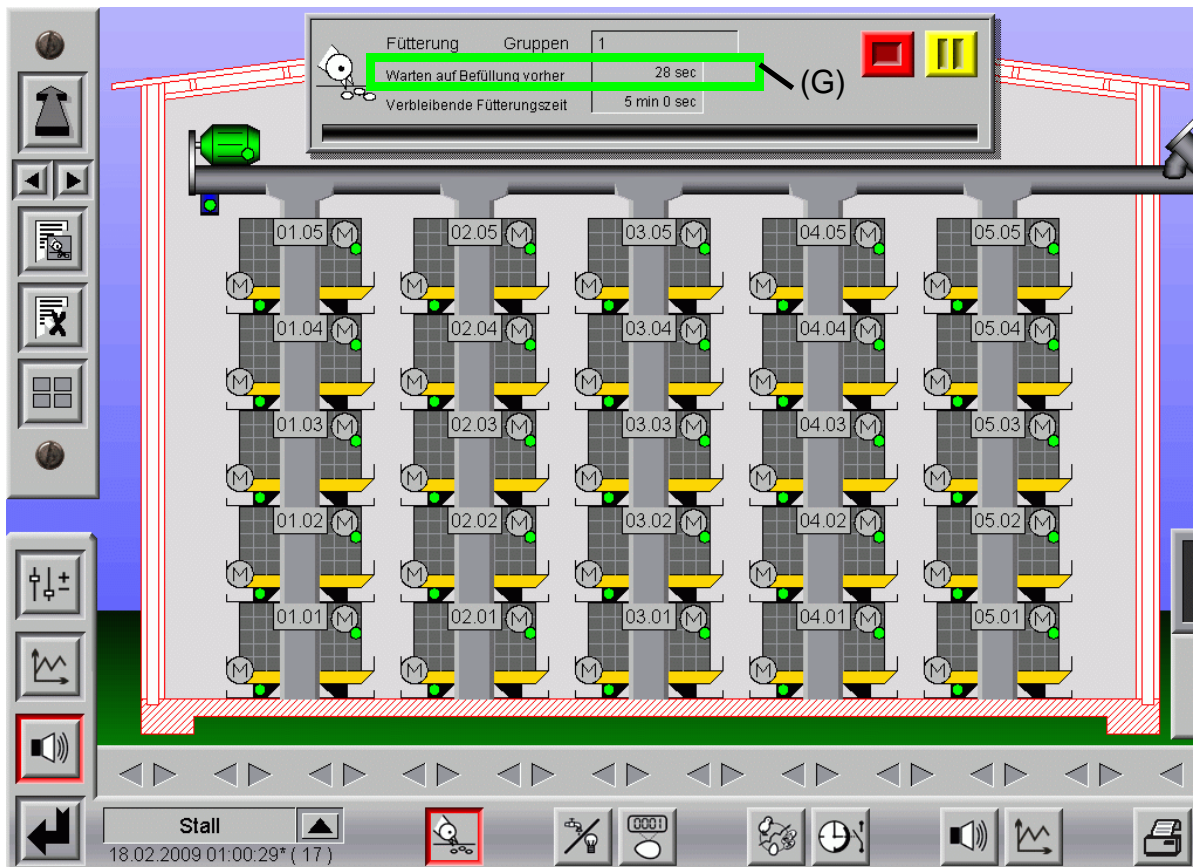 Fütterung Gruppen 1
Warten auf Befüllung vorher 28 sec
(G)
Verbleibende Fütterungszeit 5 min 0 sec
01.05 M 02.05 M 03.05 M 04.05 M 05.05 M
M M M M M
01.04 M 02.04 M 03.04 M 04.04 M 05.04 M
M M M M M
01.03 M 02.03 M 03.03 M 04.03 M 05.03 M
M M M M M
01.02 M 02.02 M 03.02 M 04.02 M 05.02 M
M M M M M
01.01 M 02.01 M 03.01 M 04.01 M 05.01 M
M M M M M
Stall
0001
18.02.2009 01:00:29* ( 17 )